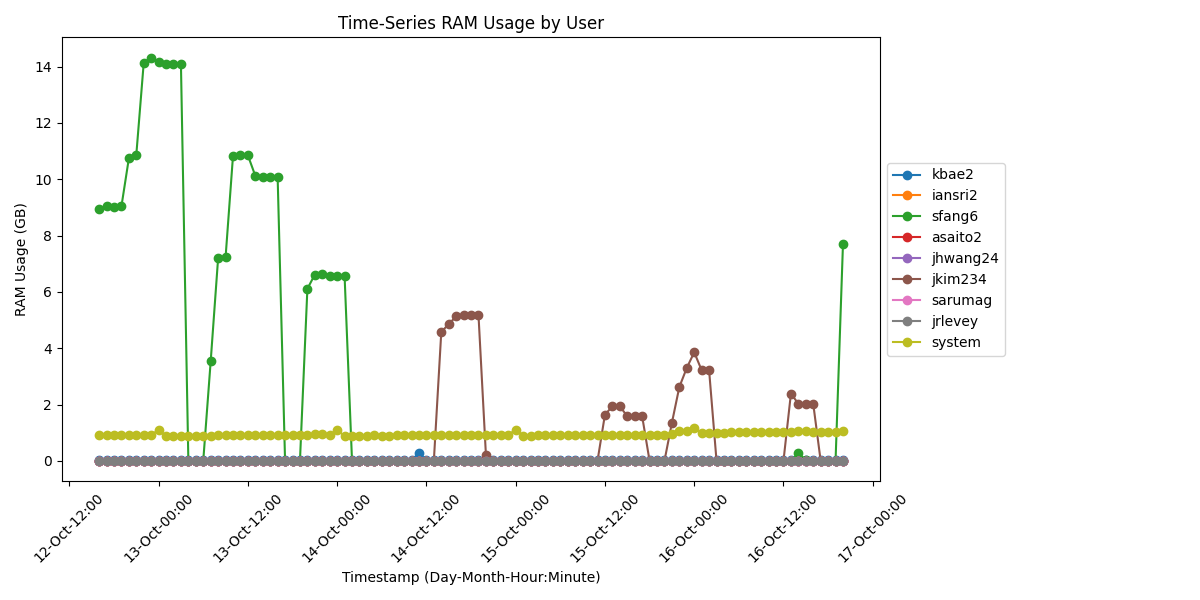 Time-Series RAM Usage by User
RAM Usage (GB)
14
12
10
8
6
4
2
0
12-Oct-12:00
13-Oct-00:00
13-Oct-12:00
14-Oct-00:00
14-Oct-12:00
15-Oct-00:00
15-Oct-12:00
16-Oct-00:00
16-Oct-12:00
17-Oct-00:00
Timestamp (Day-Month-Hour:Minute)
kbae2
iansri2
sfang6
asaito2
jhwang24
jkim234
sarumag
jrlevey
system